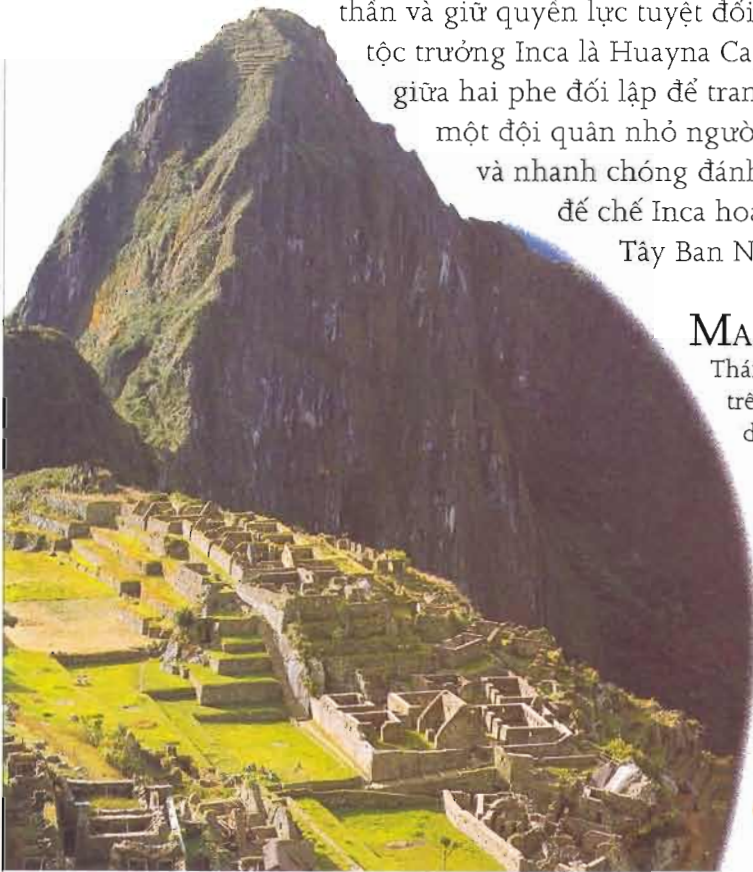 thần và giữ quyền lực tuyệt đối
tộc trưởng Inca là Huayna Ca
giữa hai phe đối lập để tran
một đội quân nhỏ ngườ
và nhanh chóng đánh
đế chế Inca hoà
Tây Ban N
MA
Thá
trê